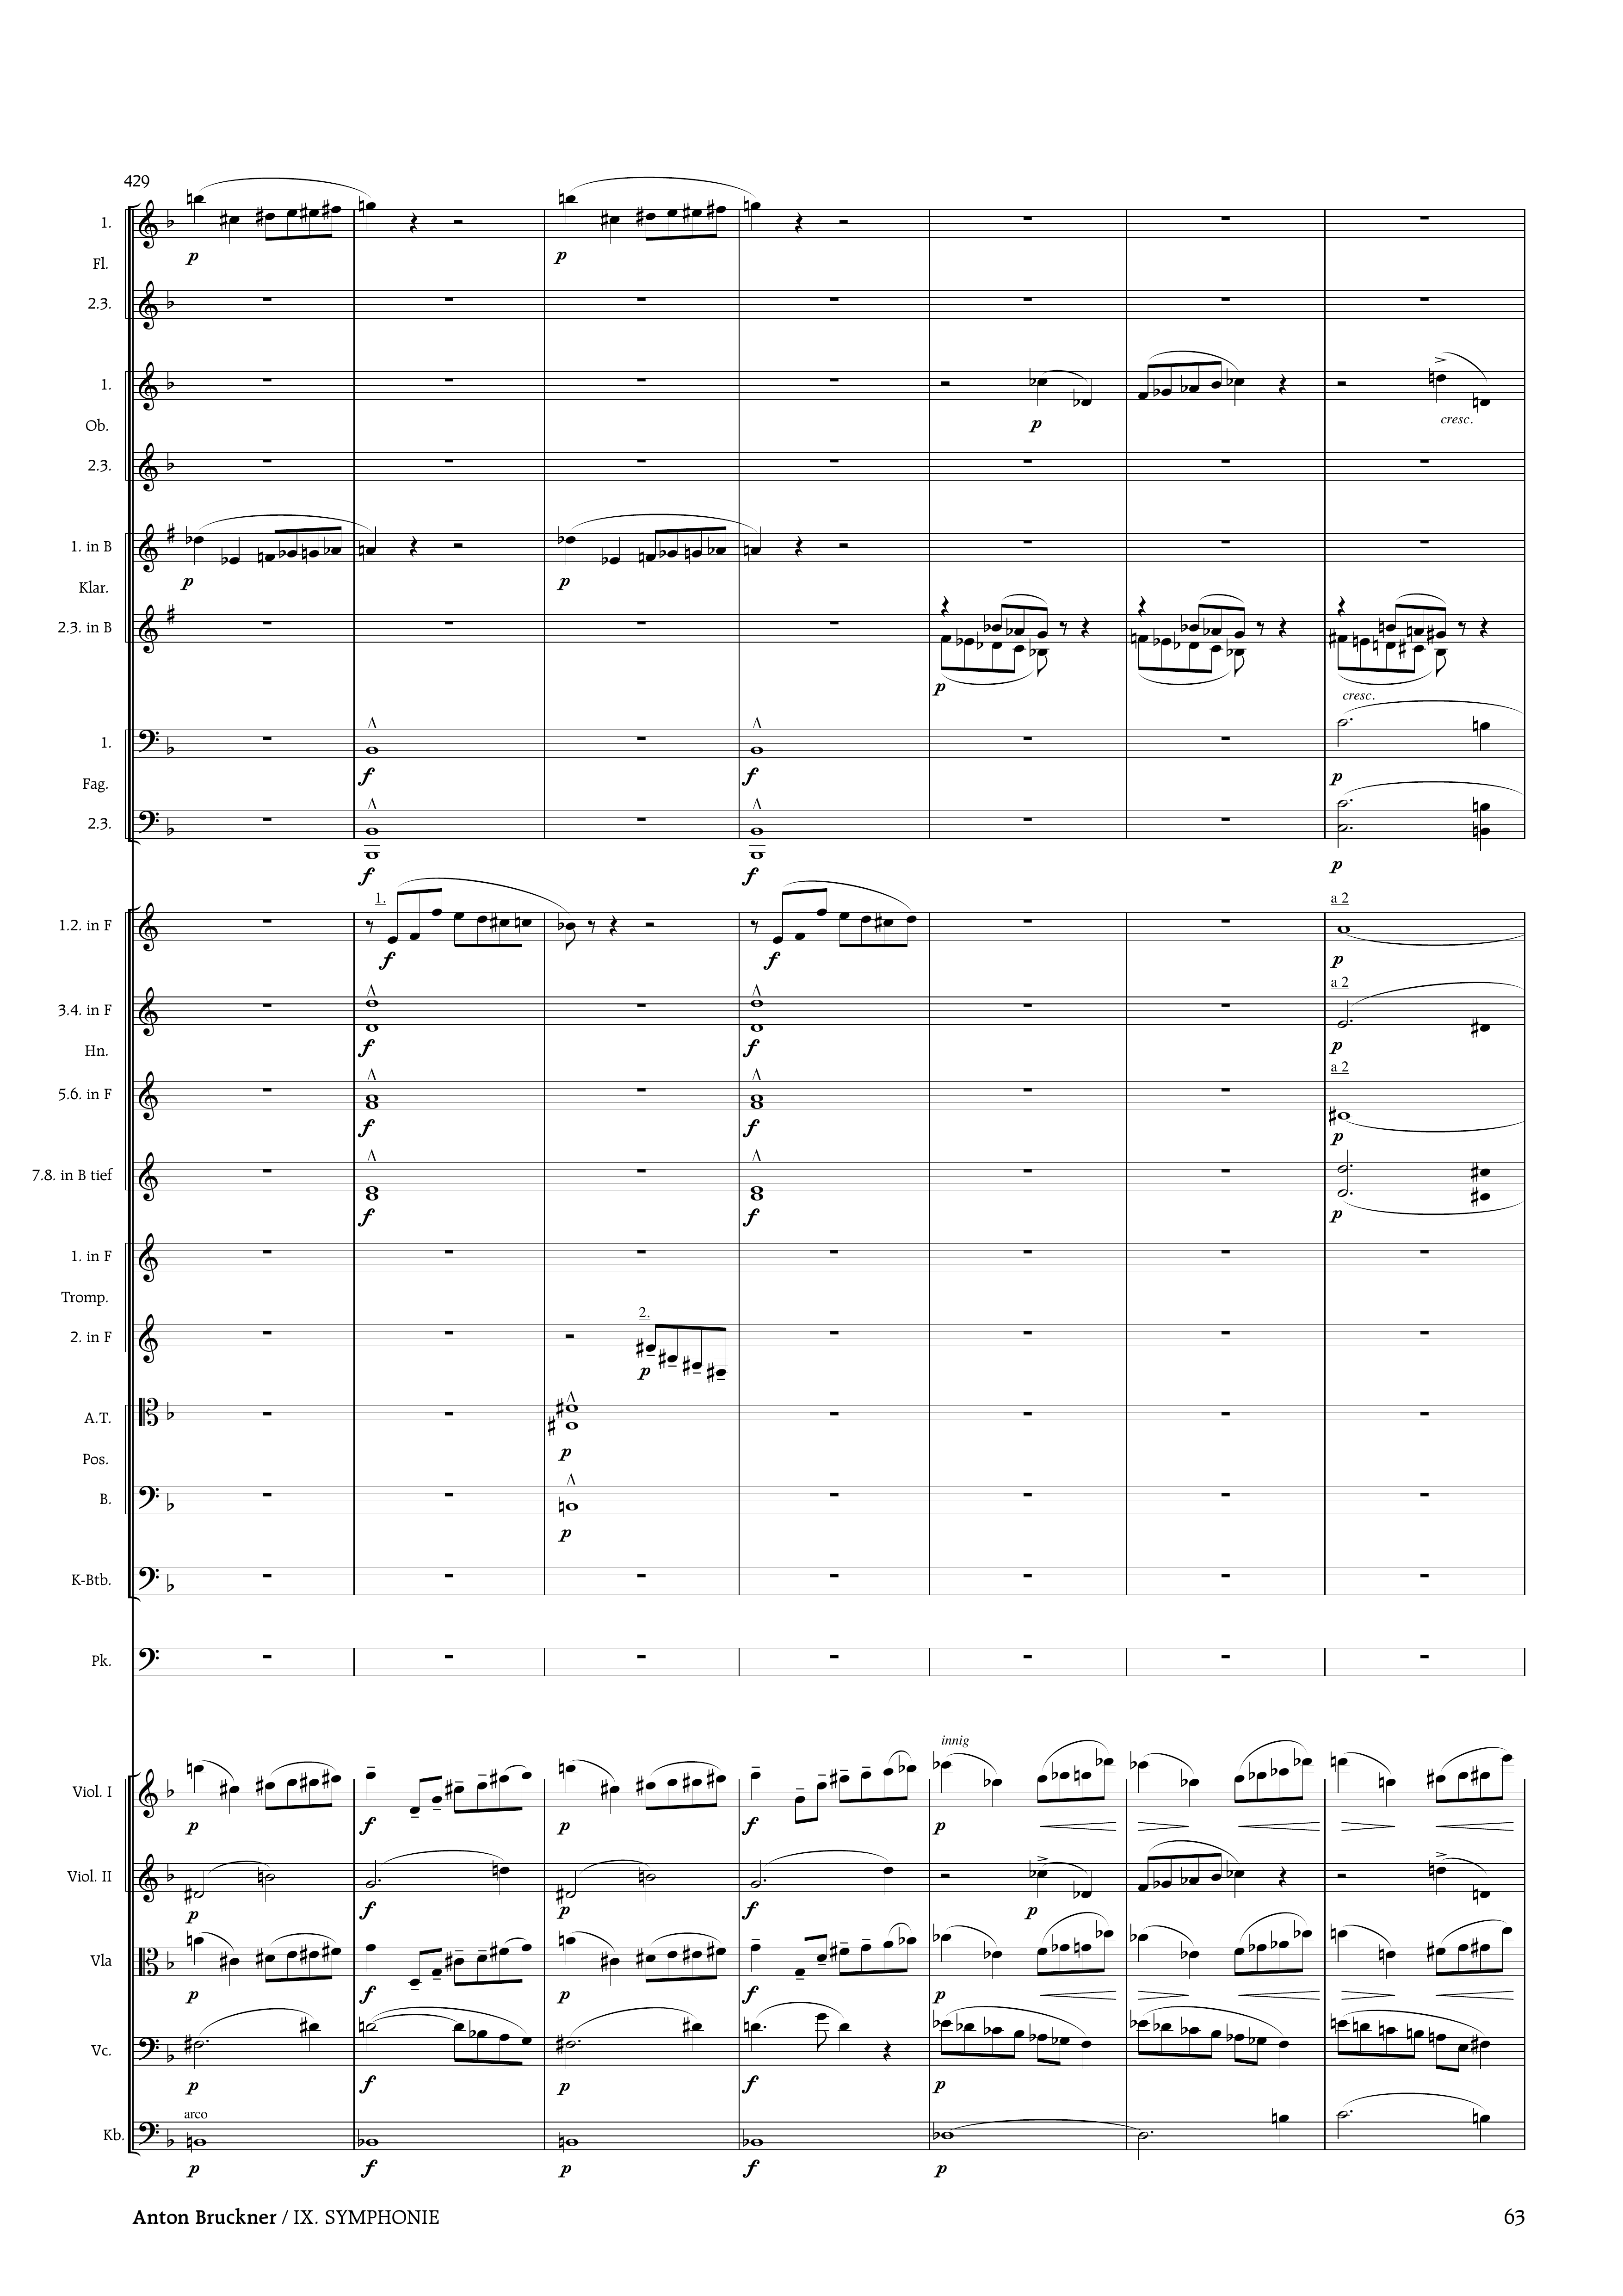 429
1.
Fl.
p
p
2.3.
1.
p
cresc.
Ob.
2.3.
1. in B
p
p
Klar.
2.3. in B
p
cresc.
1.
f
f
p
Fag.
2.3.
f
f
p
1.2. in F
1.
f
f
a 2
p
3.4. in F
f
f
a 2
p
Hn.
5.6. in F
f
f
a 2
p
7.8. in B tief
f
f
p
1. in F
Tromp.
2. in F
2.
p
A.T.
p
Pos.
B.
p
K-Btb.
Pk.
innig
Viol. I
p
f
p
f
p
Viol. II
p
f
p
f
p
Vla
p
f
p
f
p
Vc.
p
f
p
f
p
arco
Kb.
p
f
p
f
p
Anton Bruckner / IX. SYMPHONIE
63